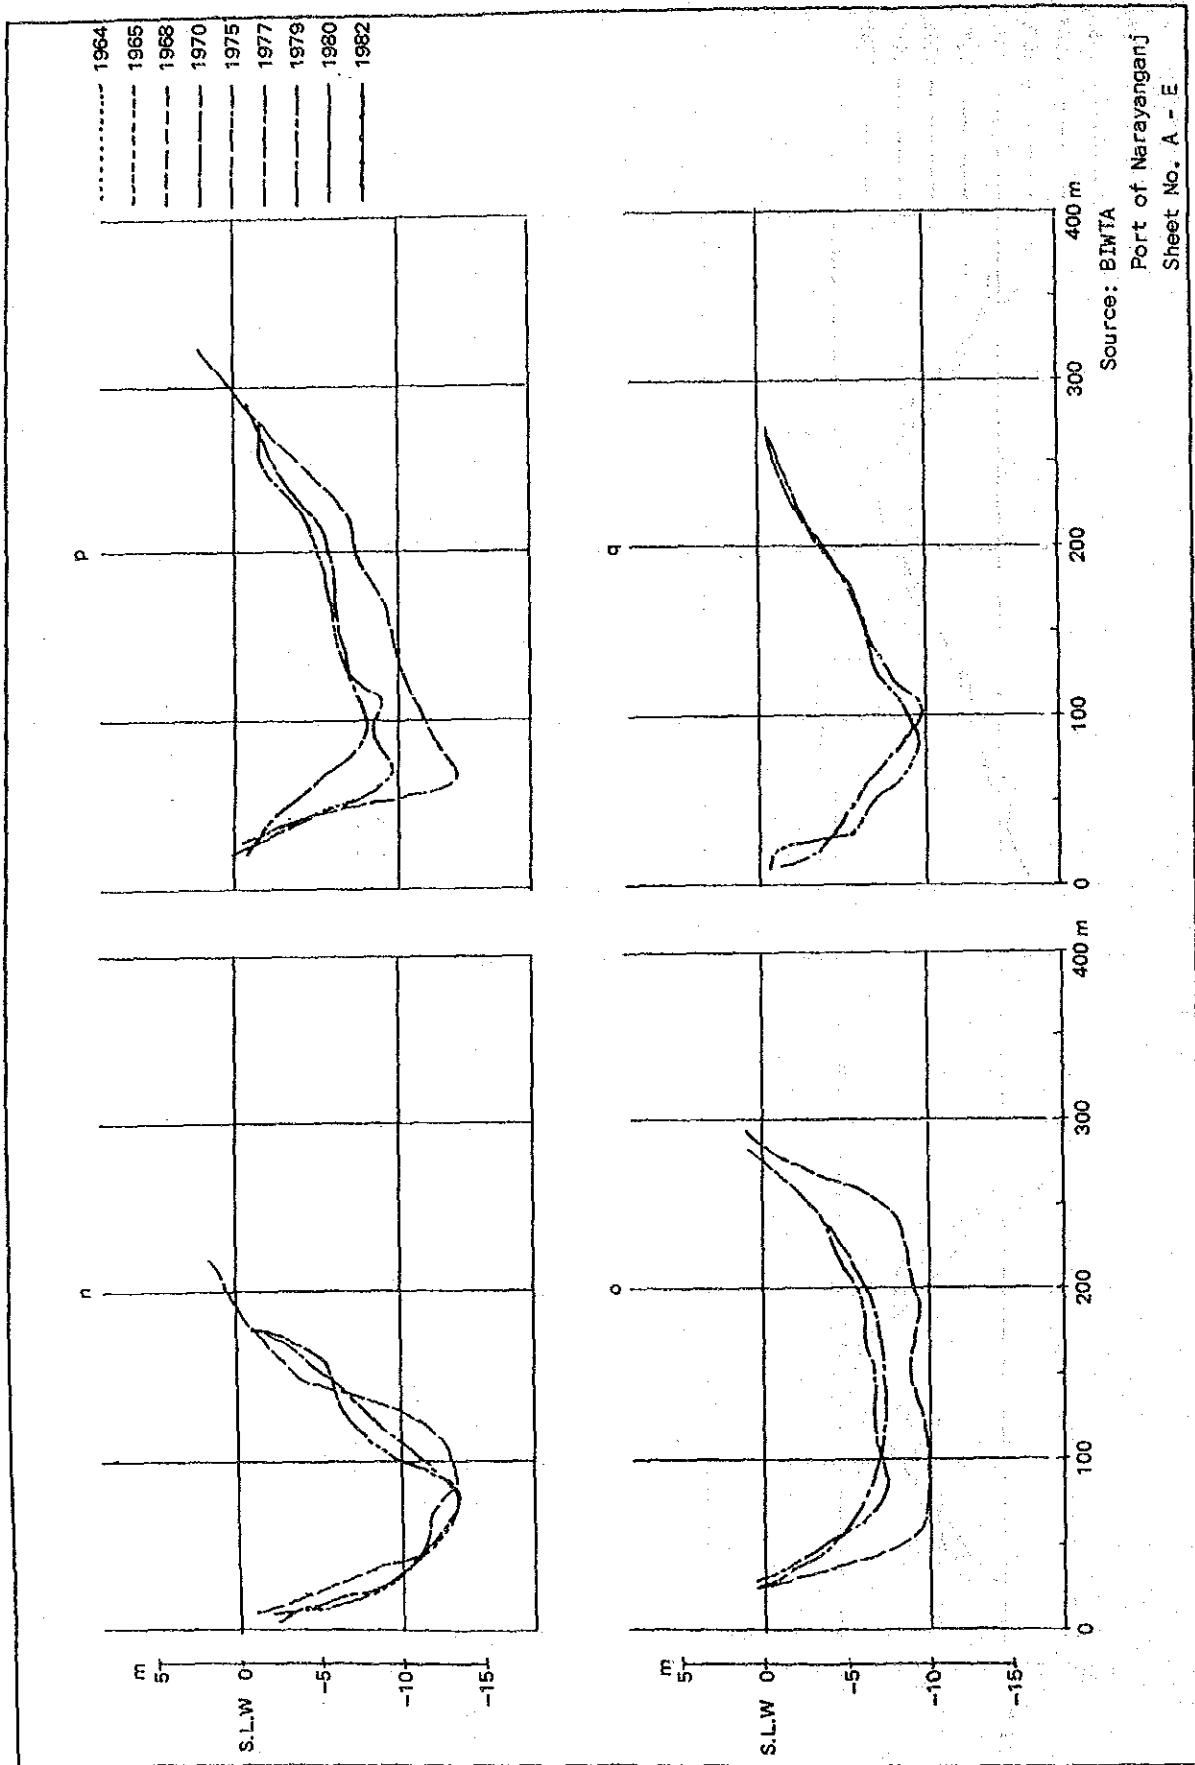 1964
1965
1968
1970
1975
1977
1979
1980
1982
n
p
m
5
S.L.W 0
-5
-10
-15
o
q
m
5
S.L.W 0
-5
-10
-15
0 100 200 300 400 m
0 100 200 300 400 m
Source: BIWTA
Port of Narayanganj
Sheet No. A - E